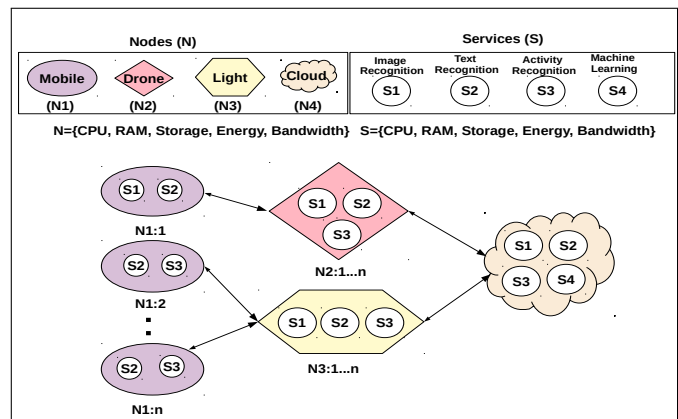 Nodes (N)
Services (S)
Mobile
Drone
Light
Cloud
(N1)
(N2)
(N3)
(N4)
Image
Recognition
Text
Recognition
Activity
Recognition
Machine
Learning
S1
S2
S3
S4
N={CPU, RAM, Storage, Energy, Bandwidth}
S={CPU, RAM, Storage, Energy, Bandwidth}
S1 S2
N1:1
S2 S3
N1:2
S2 S3
N1:n
S1 S2
S3
N2:1...n
S1 S2 S3
N3:1...n
S1 S2
S3 S4